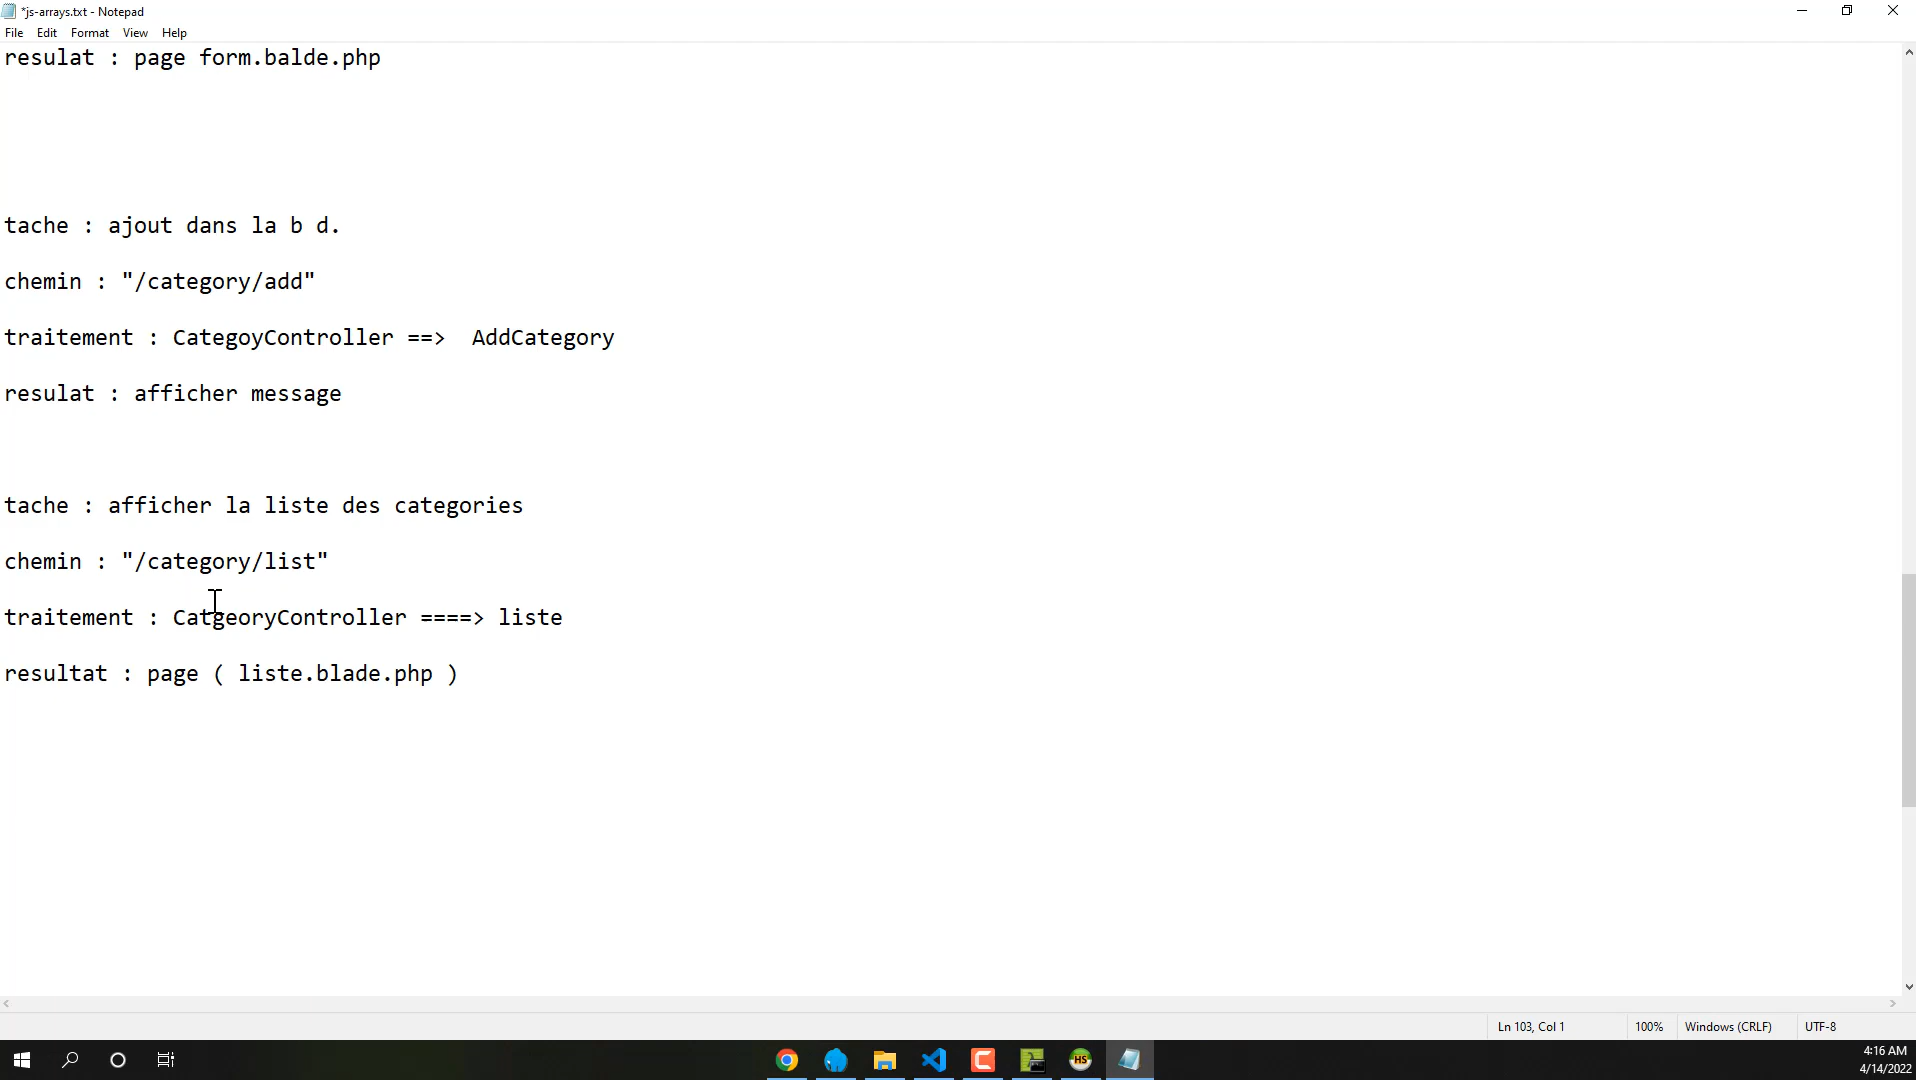 *js-arrays.txt - Notepad
File Edit Format View Help
resulat : page form.balde.php
tache : ajout dans la b d.
chemin : "/category/add"
traitement : CategoyController ==>  AddCategory
resulat : afficher message
tache : afficher la liste des categories
chemin : "/category/list"
traitement : CatgeoryController ====> liste
resultat : page ( liste.blade.php )
Ln 103, Col 1 100% Windows (CRLF) UTF-8
HS
4:16 AM
4/14/2022